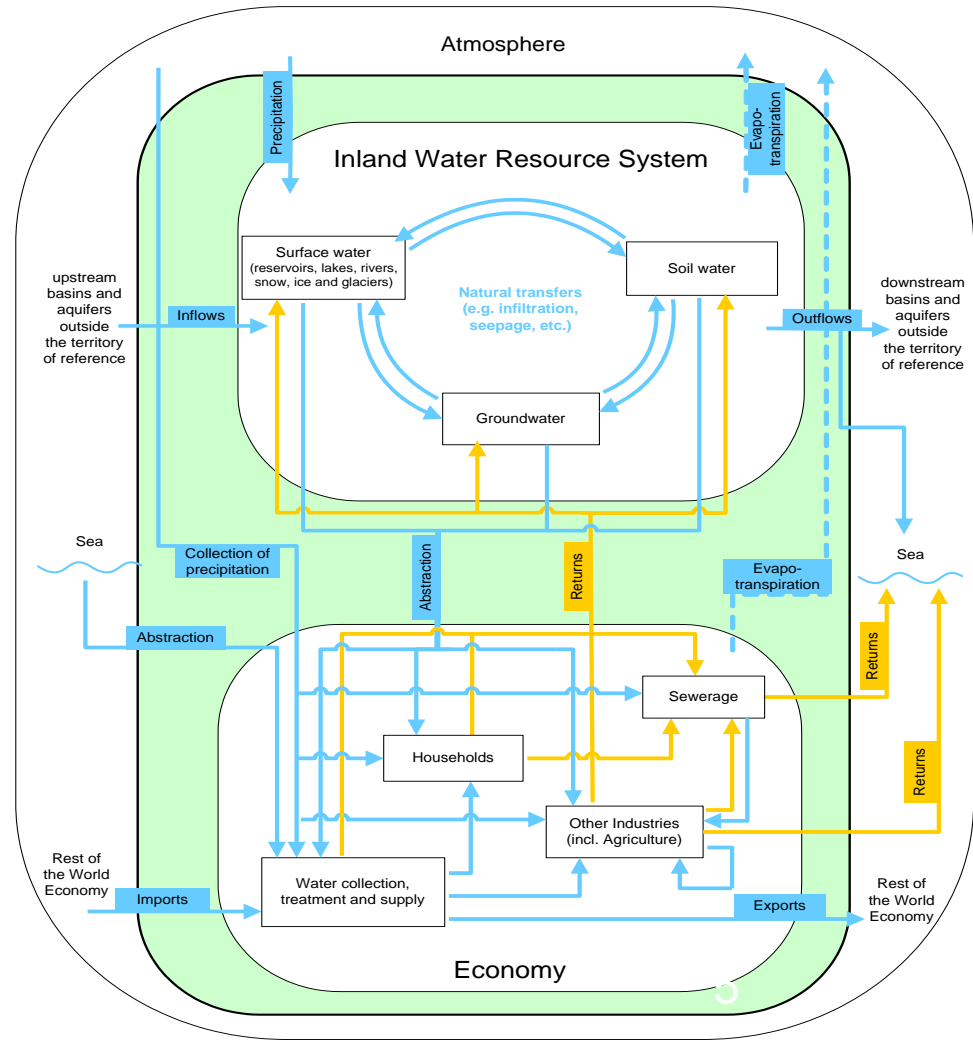 Atmosphere
Precipitation
Evapo-
transpiration
Inland Water Resource System
Surface water
(reservoirs, lakes, rivers,
snow, ice and glaciers)
Soil water
Natural transfers
(e.g. infiltration,
seepage, etc.)
upstream
basins and
aquifers
outside
the territory
of reference
Inflows
Outflows
downstream
basins and
aquifers
outside
the territory
of reference
Groundwater
Sea
Collection of
precipitation
Abstraction
Abstraction
Returns
Evapo-
transpiration
Sea
Sewerage
Returns
Households
Returns
Other Industries
(incl. Agriculture)
Rest of
the World
Economy
Imports
Water collection,
treatment and supply
Exports
Rest of
the World
Economy
Economy
5